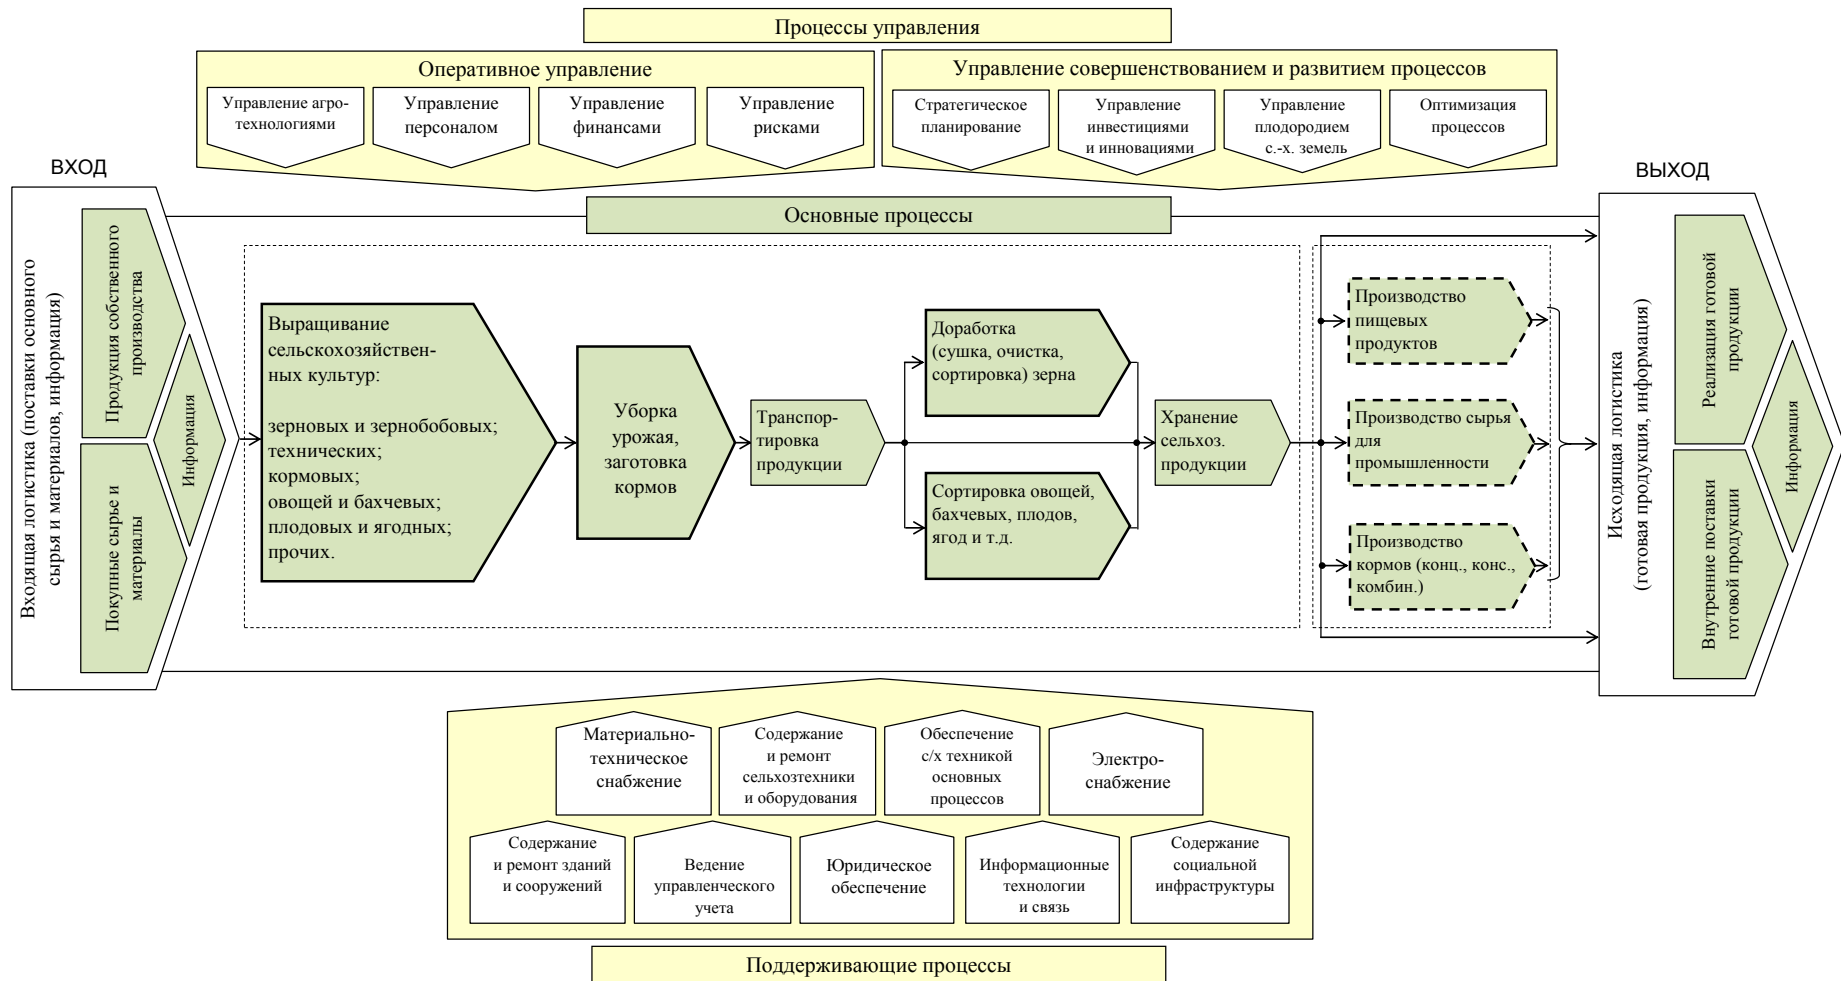 Процессы управления
Оперативное управление
Управление агро-
технологиями
Управление
персоналом
Управление
финансами
Управление
рисками
Управление совершенствованием и развитием процессов
Стратегическое
планирование
Управление
инвестициями
и инновациями
Управление
плодородием
с.-х. земель
Оптимизация
процессов
ВХОД
Входящая логистика (поставки основного
сырья и материалов, информация)
Продукция собственного
производства
Покупные сырье и
материалы
Информация
Основные процессы
Выращивание
сельскохозяйствен-
ных культур:
зерновых и зернобобовых;
технических;
кормовых;
овощей и бахчевых;
плодовых и ягодных;
прочих.
Уборка
урожая,
заготовка
кормов
Транспор-
тировка
продукции
Доработка
(сушка, очистка,
сортировка) зерна
Сортировка овощей,
бахчевых, плодов,
ягод и т.д.
Хранение
сельхоз.
продукции
Производство
пищевых
продуктов
Производство сырья
для
промышленности
Производство
кормов (конц., конс.,
комбин.)
ВЫХОД
Исходящая логистика
(готовая продукция, информация)
Реализация готовой
продукции
Внутренние поставки
готовой продукции
Информация
Материально-
техническое
снабжение
Содержание
и ремонт
сельхозтехники
и оборудования
Обеспечение
с/х техникой
основных
процессов
Электро-
снабжение
Содержание
и ремонт зданий
и сооружений
Ведение
управленческого
учета
Юридическое
обеспечение
Информационные
технологии
и связь
Содержание
социальной
инфраструктуры
Поддерживающие процессы